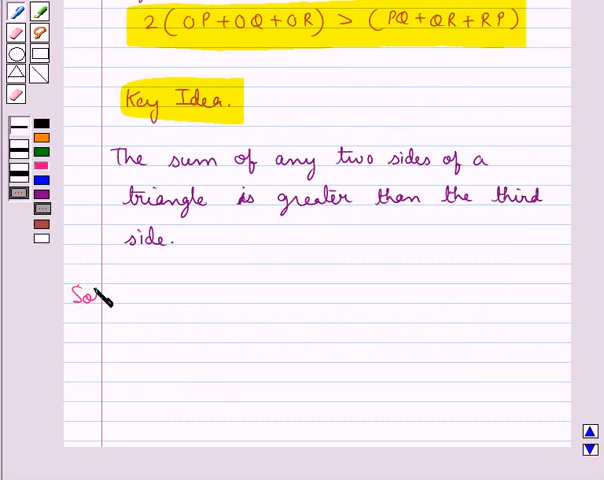 2 ( OP + OQ + OR ) > ( PQ + QR + RP )
Key Idea.
The sum of any two sides of a
triangle is greater than the third
side.
So